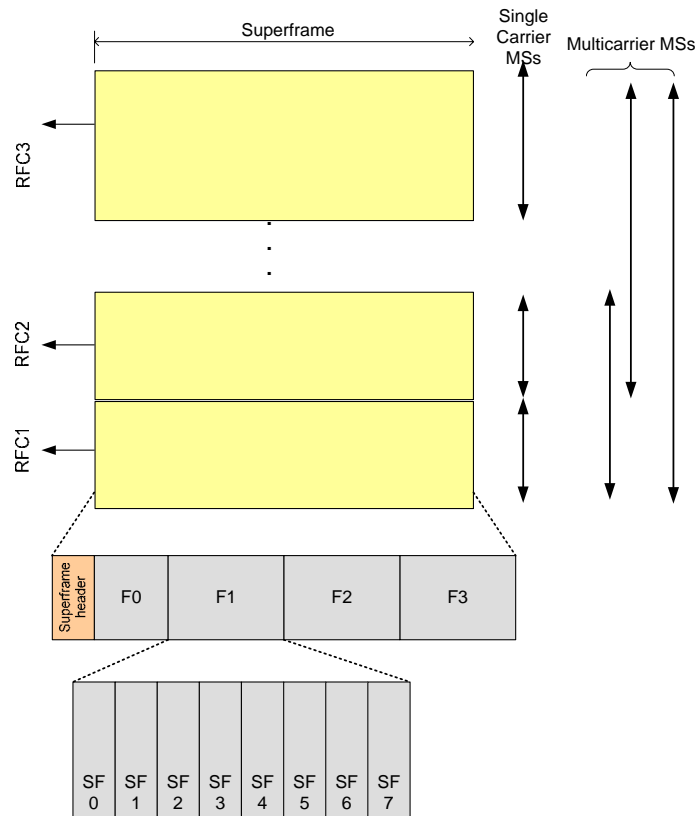 Superframe
Single
Carrier
MSs
Multicarrier MSs
RFC3
RFC2
RFC1
Superframe
header
F0
F1
F2
F3
SF
0
SF
1
SF
2
SF
3
SF
4
SF
5
SF
6
SF
7